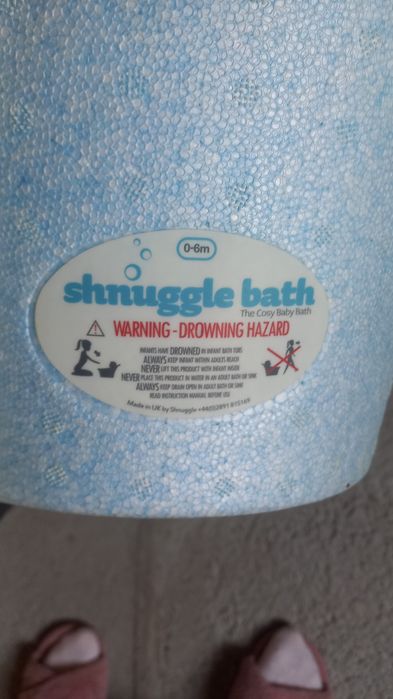 0-6m
shnuggle bath
The Cosy Baby Bath
WARNING - DROWNING HAZARD
INFANTS HAVE DROWNED IN INFANT BATH TUBS
ALWAYS KEEP INFANT WITHIN ADULTS REACH
NEVER LIFT THIS PRODUCT WITH INFANT INSIDE
NEVER PLACE THIS PRODUCT IN WATER IN AN ADULT BATH OR SINK
ALWAYS KEEP DRAIN OPEN IN ADULT BATH OR SINK
READ INSTRUCTION MANUAL BEFORE USE
Made in UK by Shnuggle